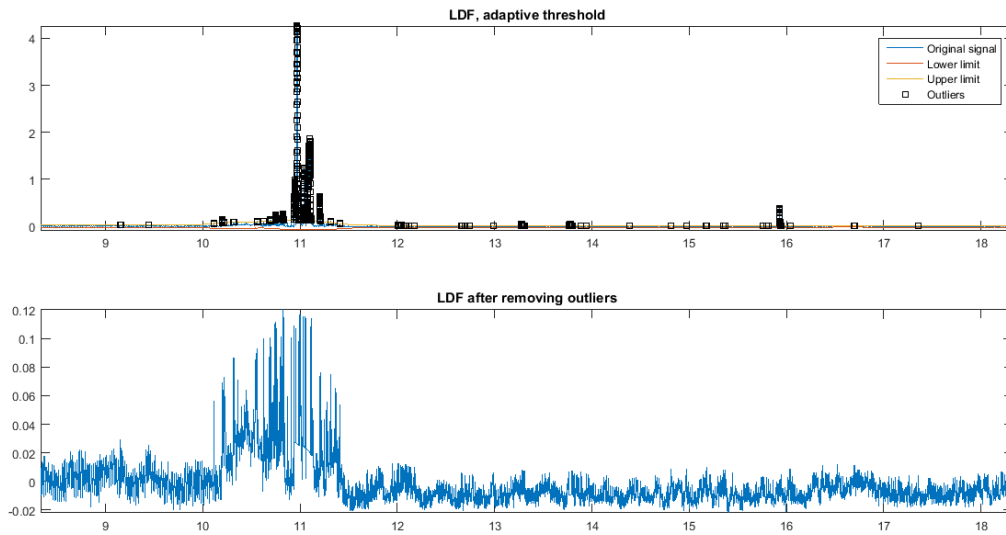 LDF, adaptive threshold
4
3
2
1
0
Original signal
Lower limit
Upper limit
Outliers
9 10 11 12 13 14 15 16 17 18
LDF after removing outliers
0.12
0.1
0.08
0.06
0.04
0.02
0
-0.02
9 10 11 12 13 14 15 16 17 18